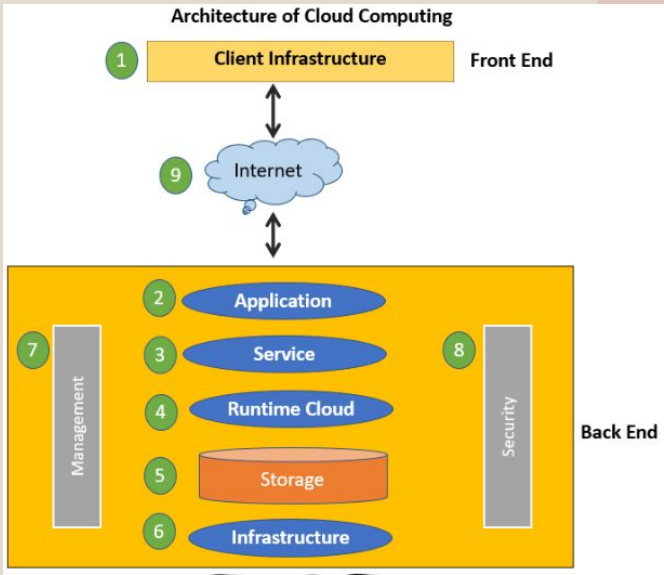 Architecture of Cloud Computing
1
Client Infrastructure
Front End
9
Internet
2
Application
7
3
Service
8
4
Runtime Cloud
Management
Security
Back End
5
Storage
6
Infrastructure